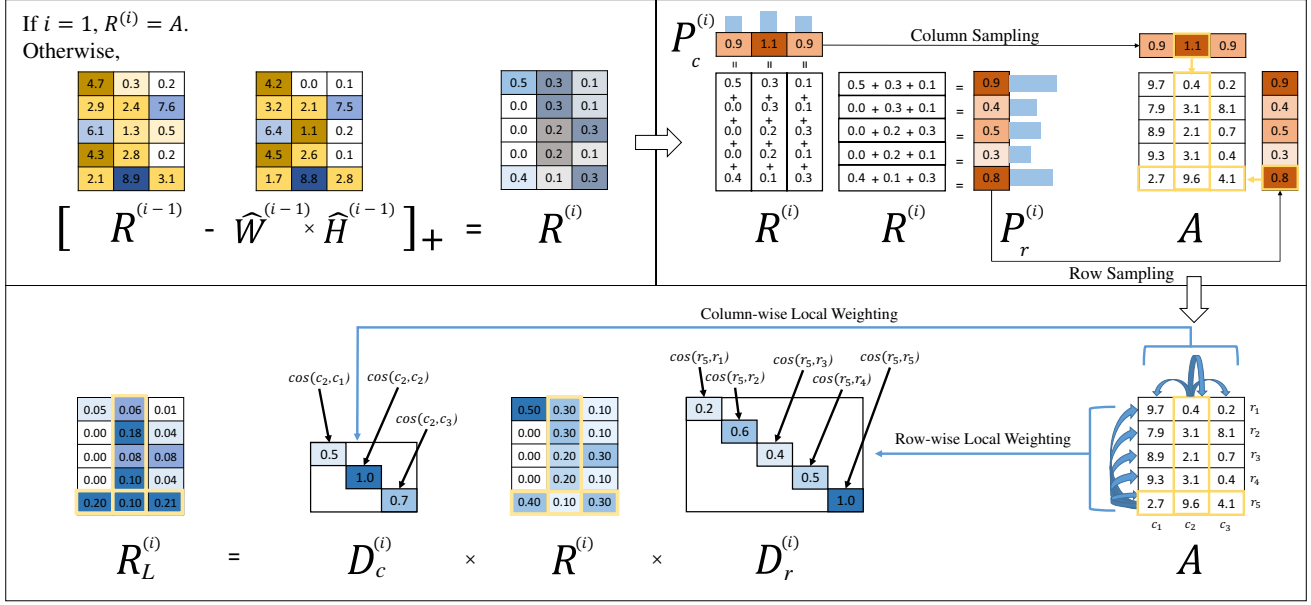 If i = 1, R^(i) = A.
Otherwise,
4.7 0.3 0.2
2.9 2.4 7.6
6.1 1.3 0.5
4.3 2.8 0.2
2.1 8.9 3.1
4.2 0.0 0.1
3.2 2.1 7.5
6.4 1.1 0.2
4.5 2.6 0.1
1.7 8.8 2.8
0.5 0.3 0.1
0.0 0.3 0.1
0.0 0.2 0.3
0.0 0.2 0.1
0.4 0.1 0.3
[ R^(i−1) - Ŵ^(i−1) × Ĥ^(i−1) ]₊ = R^(i)
P_c^(i)
0.9 1.1 0.9
= = =
0.5 0.3 0.1
+ + +
0.0 0.3 0.1
+ + +
0.0 0.2 0.3
+ + +
0.0 0.2 0.1
+ + +
0.4 0.1 0.3
R^(i)
0.5 + 0.3 + 0.1 = 0.9
0.0 + 0.3 + 0.1 = 0.4
0.0 + 0.2 + 0.3 = 0.5
0.0 + 0.2 + 0.1 = 0.3
0.4 + 0.1 + 0.3 = 0.8
R^(i)
P_r^(i)
Column Sampling
0.9 1.1 0.9
9.7 0.4 0.2 0.9
7.9 3.1 8.1 0.4
8.9 2.1 0.7 0.5
9.3 3.1 0.4 0.3
2.7 9.6 4.1 0.8
A
Row Sampling
Column-wise Local Weighting
0.05 0.06 0.01
0.00 0.18 0.04
0.00 0.08 0.08
0.00 0.10 0.04
0.20 0.10 0.21
R_L^(i)
=
cos(c₂,c₁)
cos(c₂,c₂)
cos(c₂,c₃)
0.5
1.0
0.7
D_c^(i)
×
0.50 0.30 0.10
0.00 0.30 0.10
0.00 0.20 0.30
0.00 0.20 0.10
0.40 0.10 0.30
R^(i)
×
cos(r₅,r₁)
cos(r₅,r₂)
cos(r₅,r₃)
cos(r₅,r₄)
cos(r₅,r₅)
0.2
0.6
0.4
0.5
1.0
D_r^(i)
Row-wise Local Weighting
9.7 0.4 0.2 r₁
7.9 3.1 8.1 r₂
8.9 2.1 0.7 r₃
9.3 3.1 0.4 r₄
2.7 9.6 4.1 r₅
c₁ c₂ c₃
A